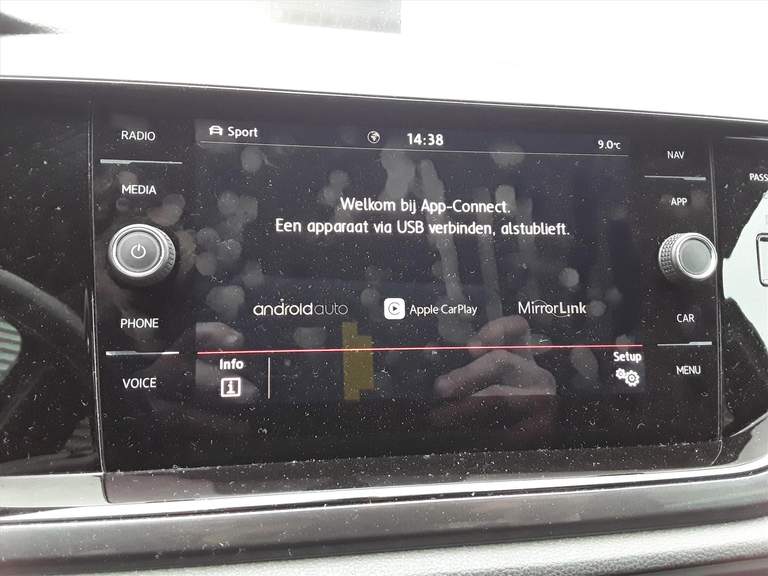 RADIO
MEDIA
PHONE
VOICE
Sport
14:38
9.0°C
Welkom bij App-Connect.
Een apparaat via USB verbinden, alstublieft.
androidauto
Apple CarPlay
MirrorLink
Info
Setup
NAV
APP
CAR
MENU
PASS